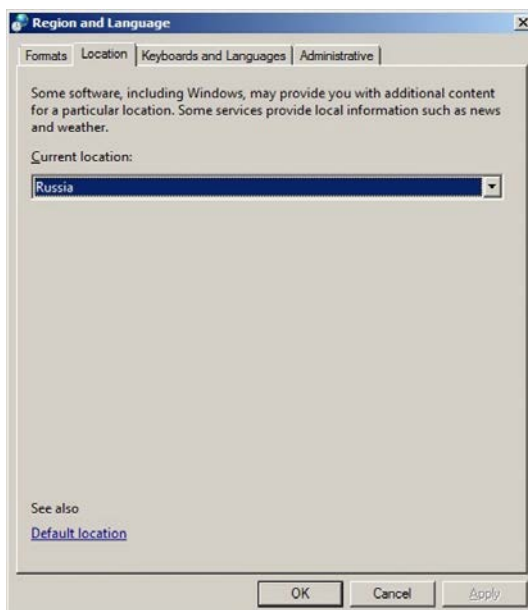 Region and Language
Formats Location Keyboards and Languages Administrative
Some software, including Windows, may provide you with additional content
for a particular location. Some services provide local information such as news
and weather.
Current location:
Russia
See also
Default location
OK Cancel Apply